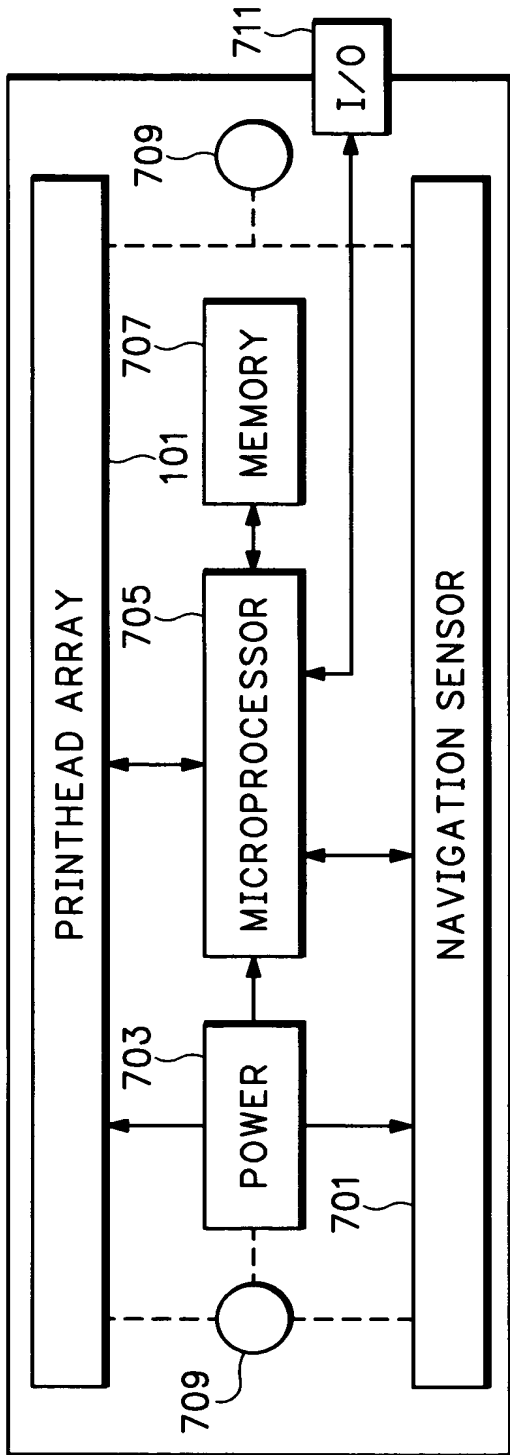 PRINTHEAD ARRAY
101
709
POWER
703
MICROPROCESSOR
705
MEMORY
707
709
I/O
711
NAVIGATION SENSOR
701